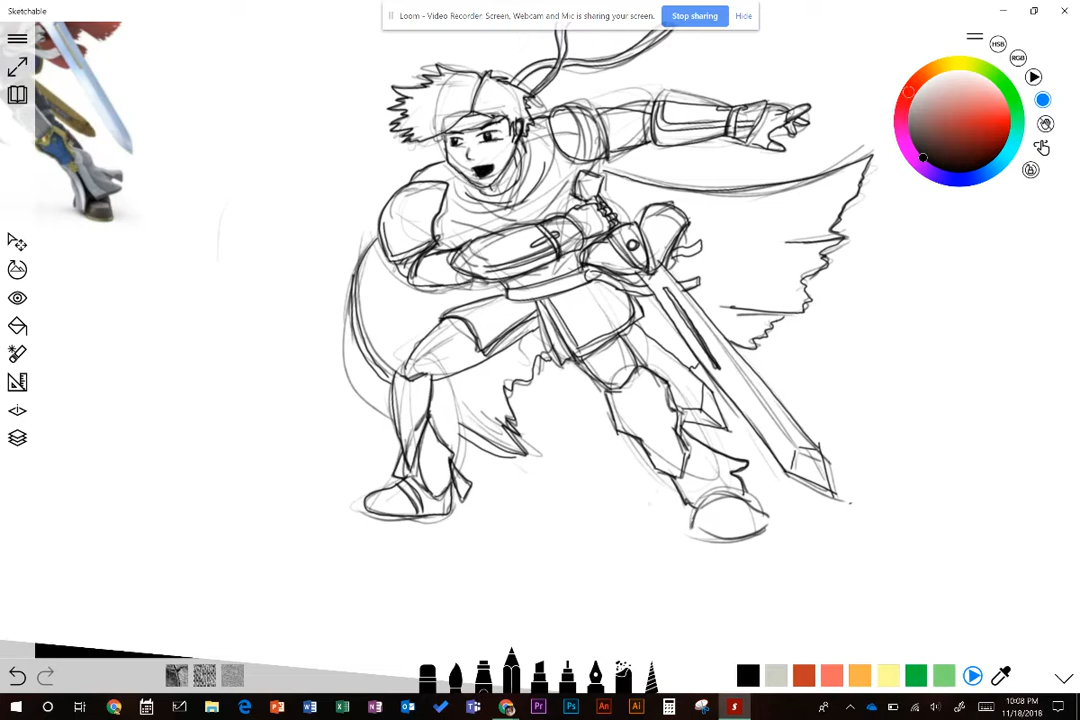 Sketchable
Loom - Video Recorder: Screen, Webcam and Mic is sharing your screen.
Stop sharing
Hide
HSB
RGB
10:08 PM
11/18/2016